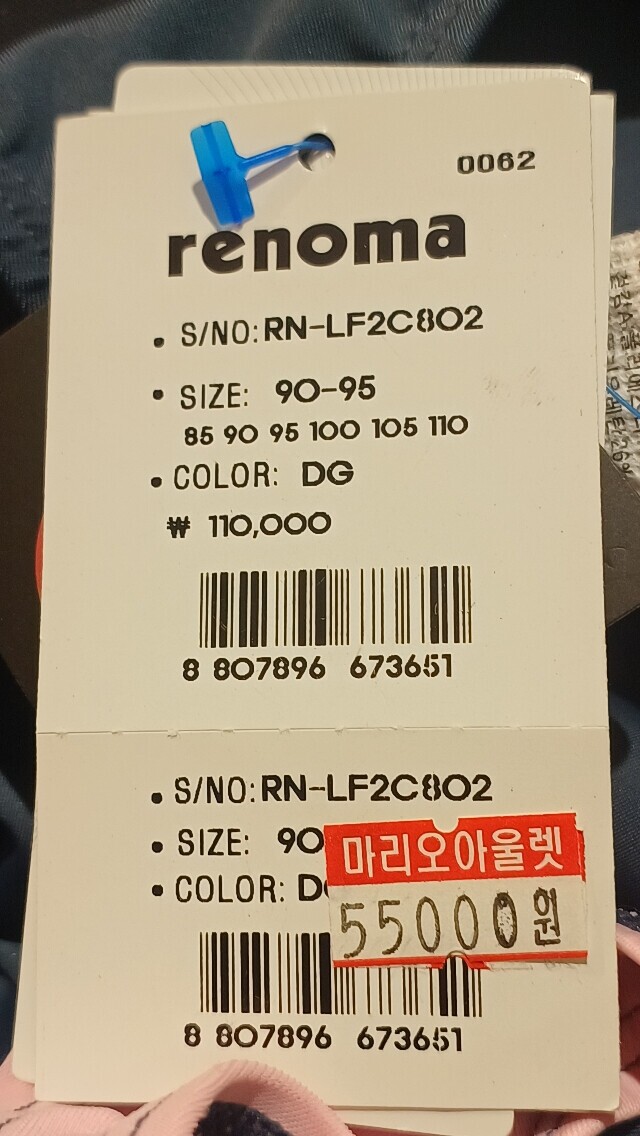 0062
renoma
• S/NO: RN-LF2C802
• SIZE: 90-95
85 90 95 100 105 110
• COLOR: DG
₩ 110,000
8 807896 673651
• S/NO: RN-LF2C802
• SIZE: 90
마리오아울렛
• COLOR: D
55000원
8 807896 673651